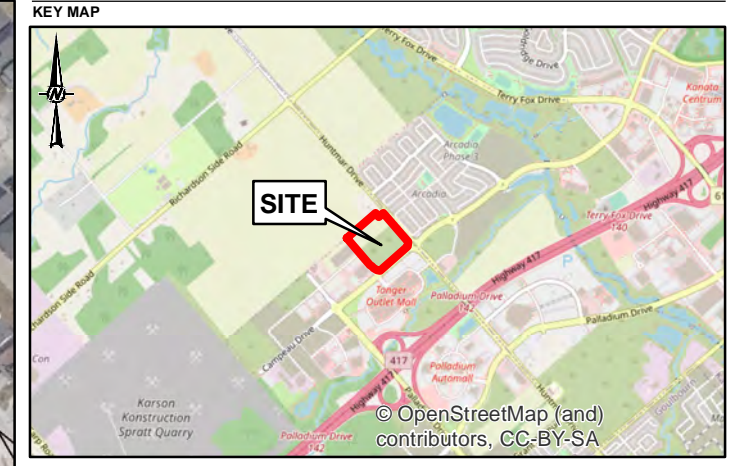 KEY MAP
N
Terry Fox Drive
Terry Fox Drive
Kanata
Centrum
Richardson Side Road
Huntmar Drive
Arcadia
Phase 3
Arcadia
Highway 417
SITE
Terry Fox Drive
140
P
Tanger
Outlet Mall
Palladium Drive
142
Palladium Drive
Campeau Drive
417
Palladium
Automall
Highway 417
Karson
Konstruction
Spratt Quarry
Palladium Drive
142
© OpenStreetMap (and)
contributors, CC-BY-SA